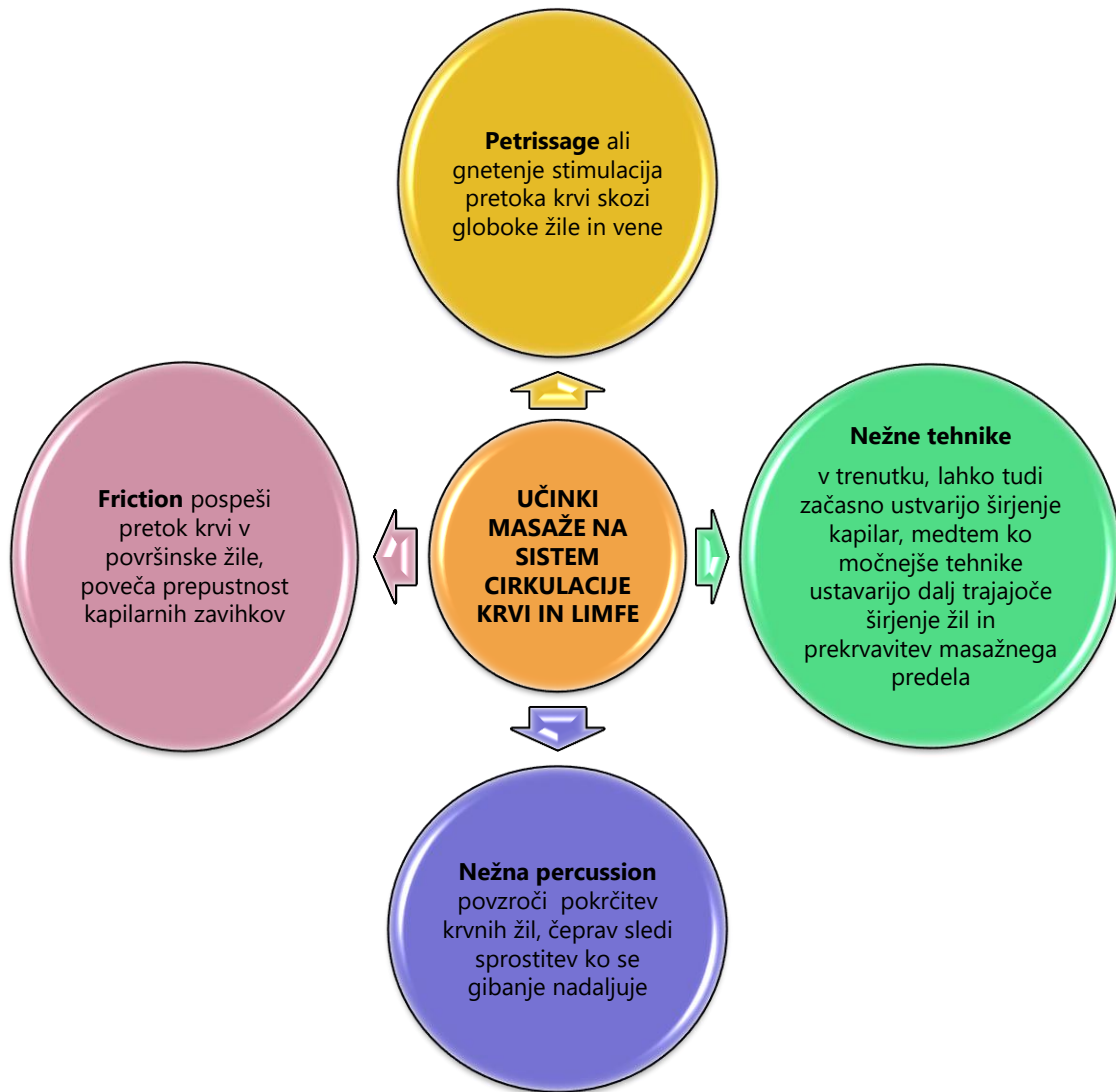 Petrissage ali
gnetenje stimulacija
pretoka krvi skozi
globoke žile in vene
Friction pospeši
pretok krvi v
površinske žile,
poveča prepustnost
kapilarnih zavihkov
UČINKI
MASAŽE NA
SISTEM
CIRKULACIJE
KRVI IN LIMFE
Nežne tehnike
v trenutku, lahko tudi
začasno ustvarijo širjenje
kapilar, medtem ko
močnejše tehnike
ustavarijo dalj trajajoče
širjenje žil in
prekrvavitev masažnega
predela
Nežna percussion
povzroči pokrčitev
krvnih žil, čeprav sledi
sprostitev ko se
gibanje nadaljuje